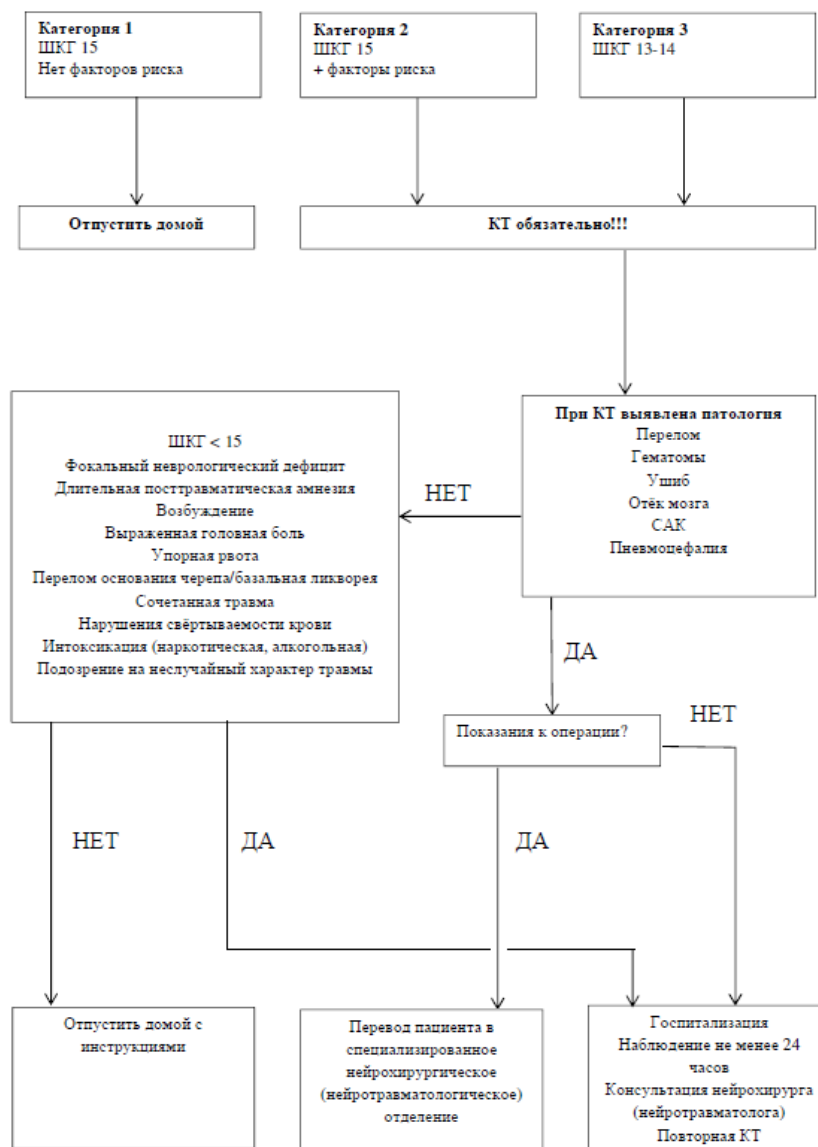 Категория 1
ШКГ 15
Нет факторов риска
Категория 2
ШКГ 15
+ факторы риска
Категория 3
ШКГ 13-14
Отпустить домой
КТ обязательно!!!
ШКГ < 15
Фокальный неврологический дефицит
Длительная посттравматическая амнезия
Возбуждение
Выраженная головная боль
Упорная рвота
Перелом основания черепа/базальная ликворея
Сочетанная травма
Нарушения свёртываемости крови
Интоксикация (наркотическая, алкогольная)
Подозрение на неслучайный характер травмы
НЕТ
При КТ выявлена патология
Перелом
Гематомы
Ушиб
Отёк мозга
САК
Пневмоцефалия
ДА
Показания к операции?
НЕТ
НЕТ
ДА
ДА
Отпустить домой с
инструкциями
Перевод пациента в
специализированное
нейрохирургическое
(нейротравматологическое)
отделение
Госпитализация
Наблюдение не менее 24
часов
Консультация нейрохирурга
(нейротравматолога)
Повторная КТ